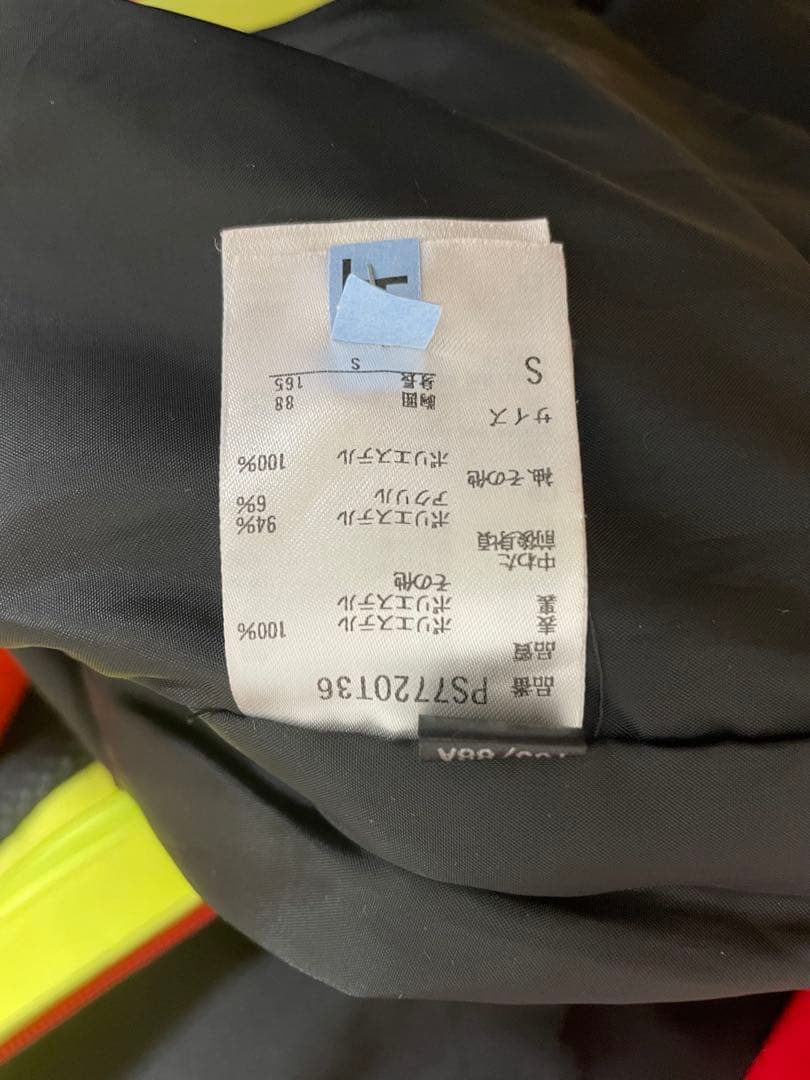 品番 PS7720T36
品質
表 ポリエステル 100%
裏 ポリエステル
その他
中わた
前後身頃
ポリエステル 94%
アクリル 6%
袖、その他
ポリエステル 100%
サイズ
胸囲 88
身長 165
S
S